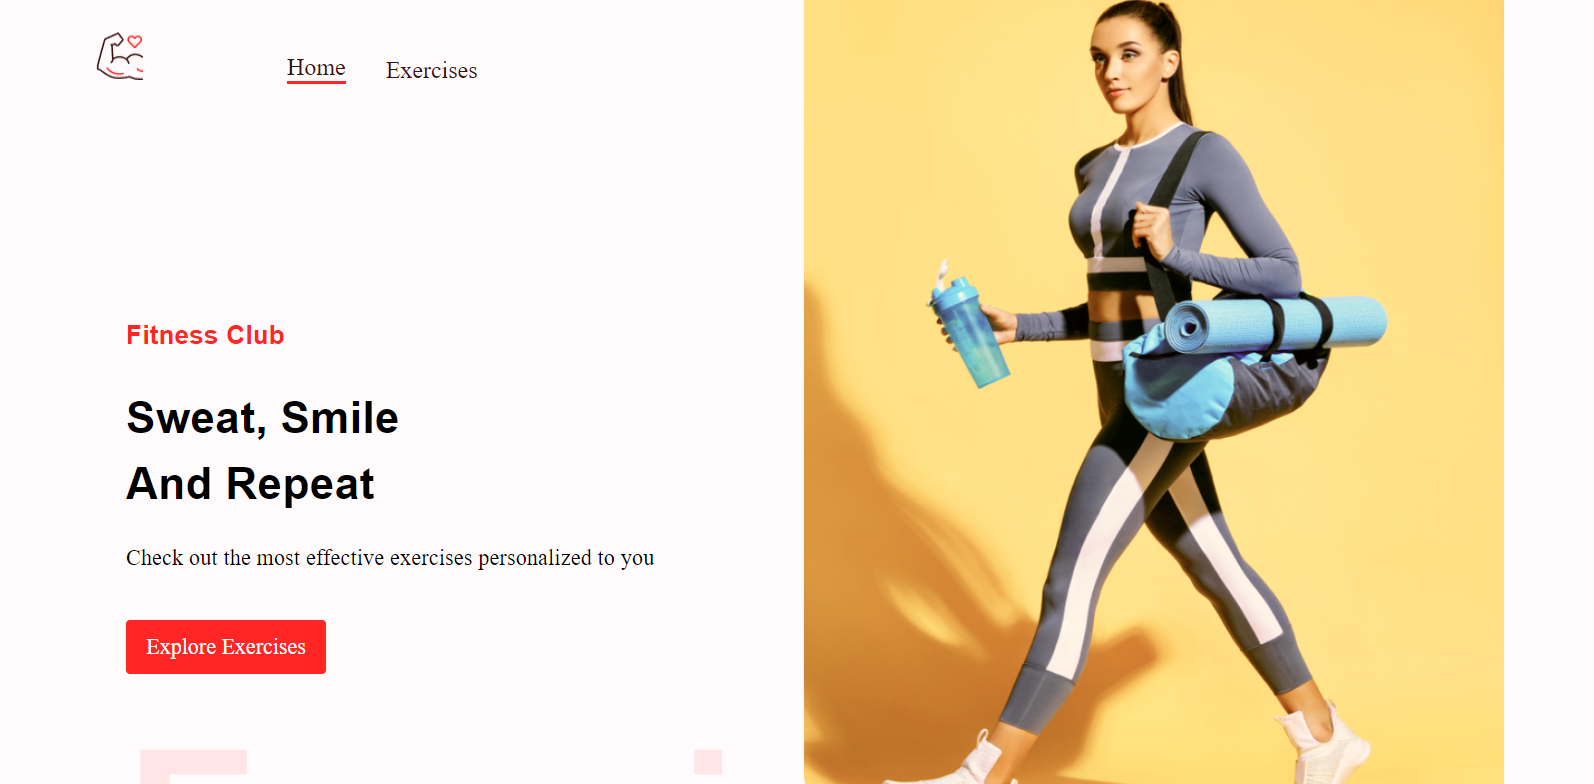 Home
Exercises
Fitness Club
Sweat, Smile
And Repeat
Check out the most effective exercises personalized to you
Explore Exercises